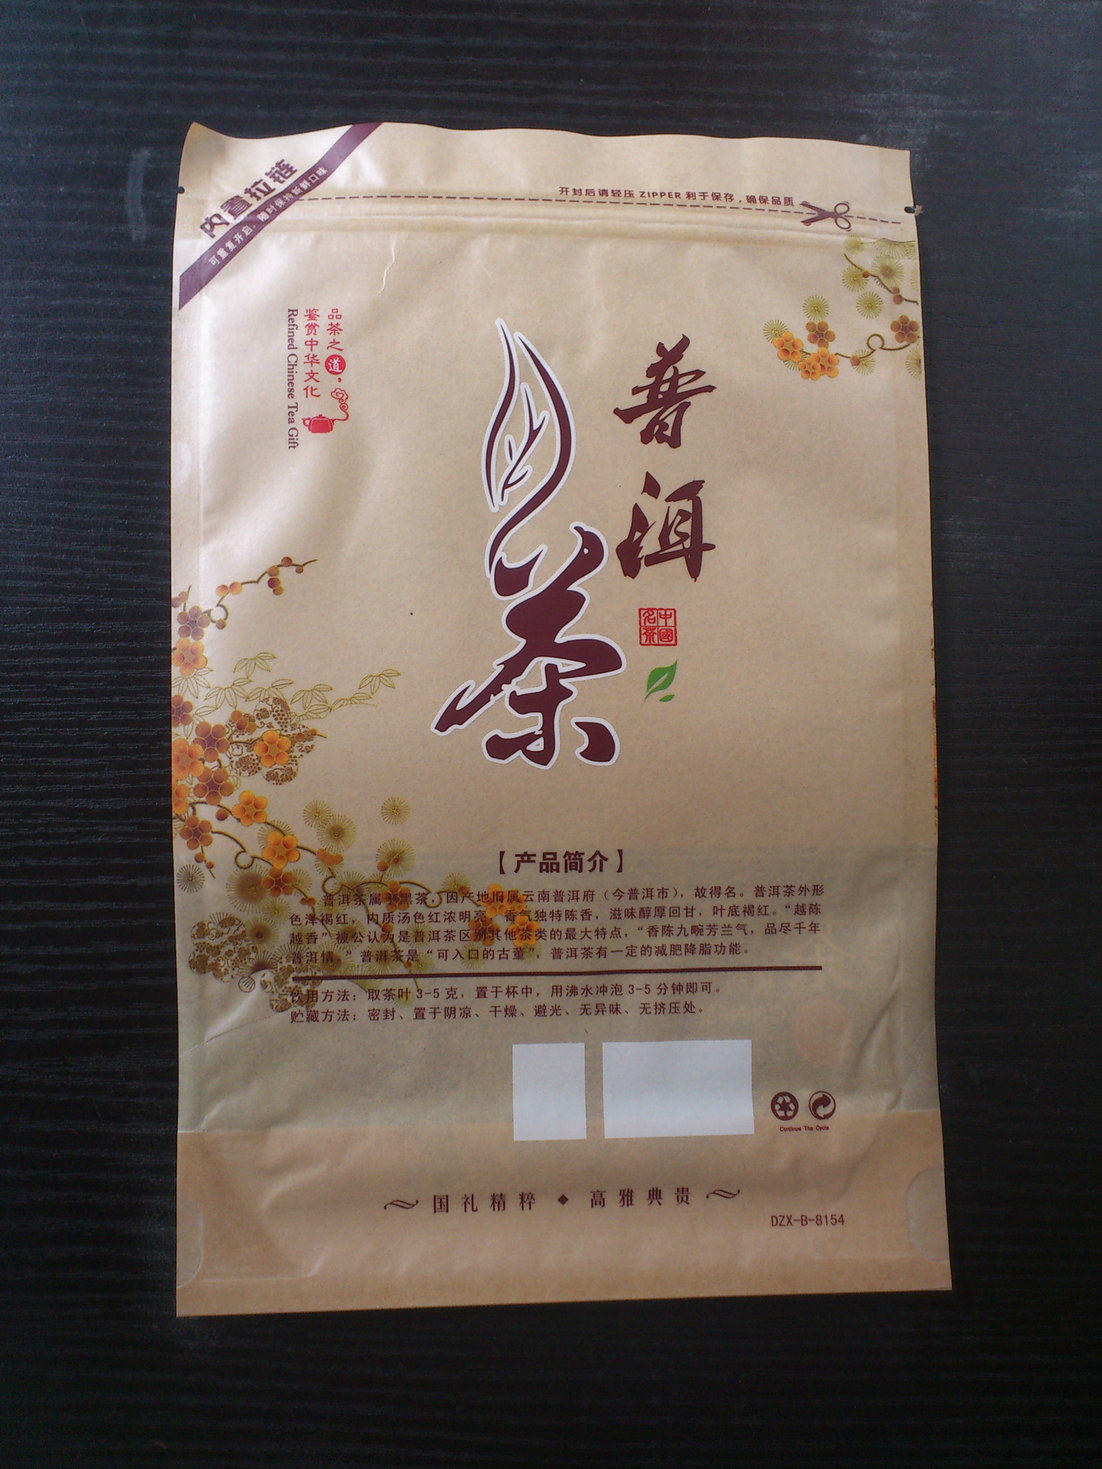 内置拉链
可重复开启，随时保持新鲜口味
开封后请轻压 ZIPPER 利于保存，确保品质
品茶之道，
鉴赏中华文化
Refined Chinese Tea Gift
普洱
茶
中國
名茶
【产品简介】
普洱茶属于黑茶，因产地旧属云南普洱府（今普洱市），故得名。普洱茶外形
色泽褐红，内质汤色红浓明亮，香气独特陈香，滋味醇厚回甘，叶底褐红。“越陈
越香”被公认为是普洱茶区别其他茶类的最大特点，“香陈九畹芳兰气，品尽千年
普洱情。”普洱茶是“可入口的古董”，普洱茶有一定的减肥降脂功能。
饮用方法：取茶叶 3-5 克，置于杯中，用沸水冲泡 3-5 分钟即可。
贮藏方法：密封、置于阴凉、干燥、避光、无异味、无挤压处。
Continue The Cycle
国礼精粹◆高雅典贵
DZX-B-8154